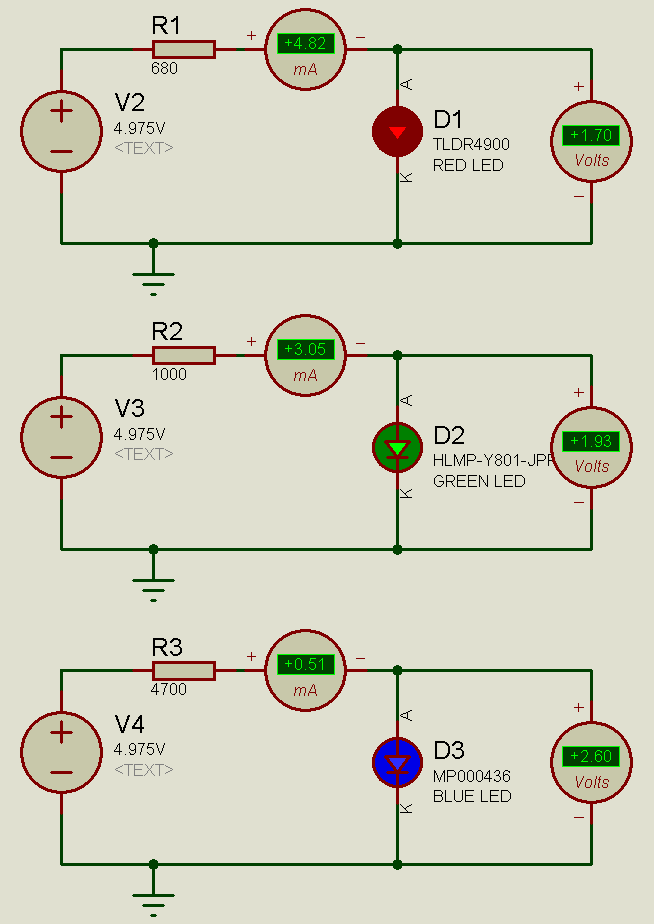 R1
680
+
+4.82
mA
−
V2
4.975V
<TEXT>
A
K
D1
TLDR4900
RED LED
+
+1.70
Volts
−
R2
1000
+
+3.05
mA
−
V3
4.975V
<TEXT>
A
K
D2
HLMP-Y801-JPP
GREEN LED
+
+1.93
Volts
−
R3
4700
+
+0.51
mA
−
V4
4.975V
<TEXT>
A
K
D3
MP000436
BLUE LED
+
+2.60
Volts
−